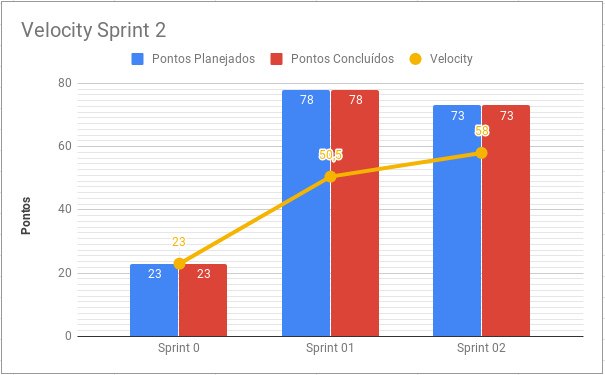 Velocity Sprint 2
Pontos Planejados Pontos Concluídos Velocity
80
60
40
20
0
Pontos
78 78
73 73
58
50,5
23
23 23
Sprint 0 Sprint 01 Sprint 02